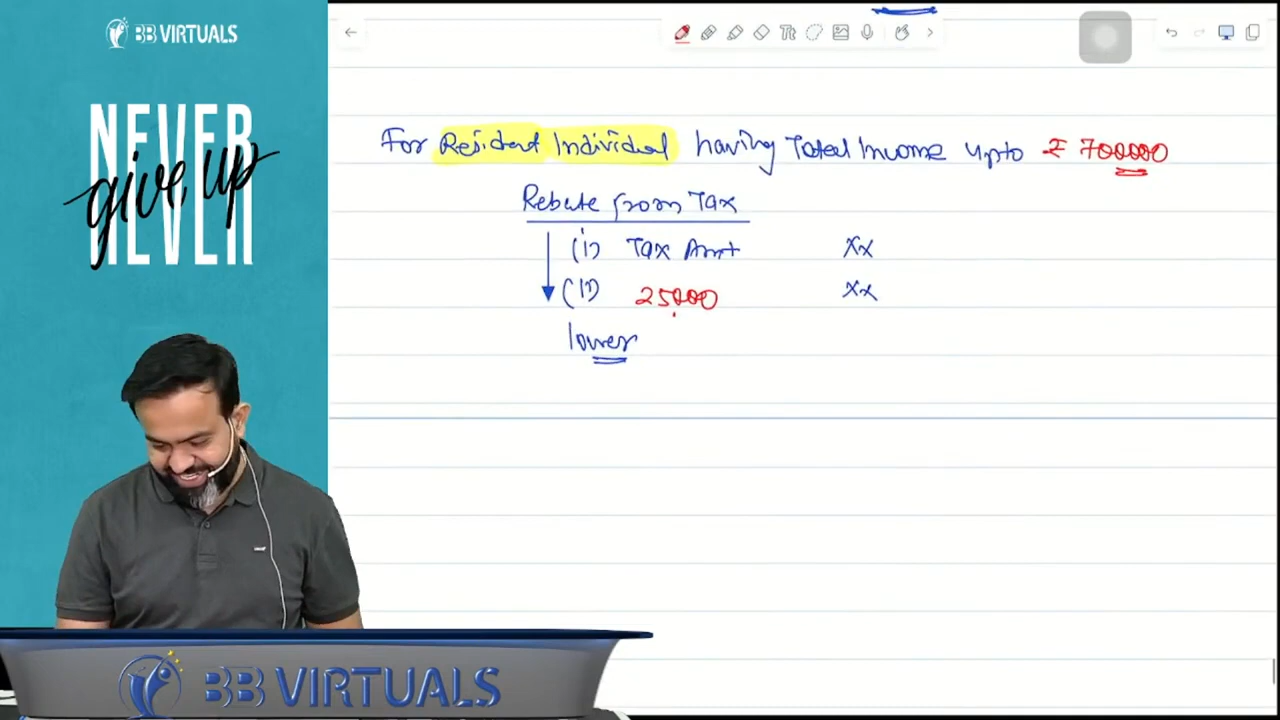 BB VIRTUALS
NEVER
give up
NEVER
For Resident Individual having Total Income upto ₹ 700000
Rebate from Tax
(i) Tax Amt xx
(ii) 25000 xx
lower
BB VIRTUALS